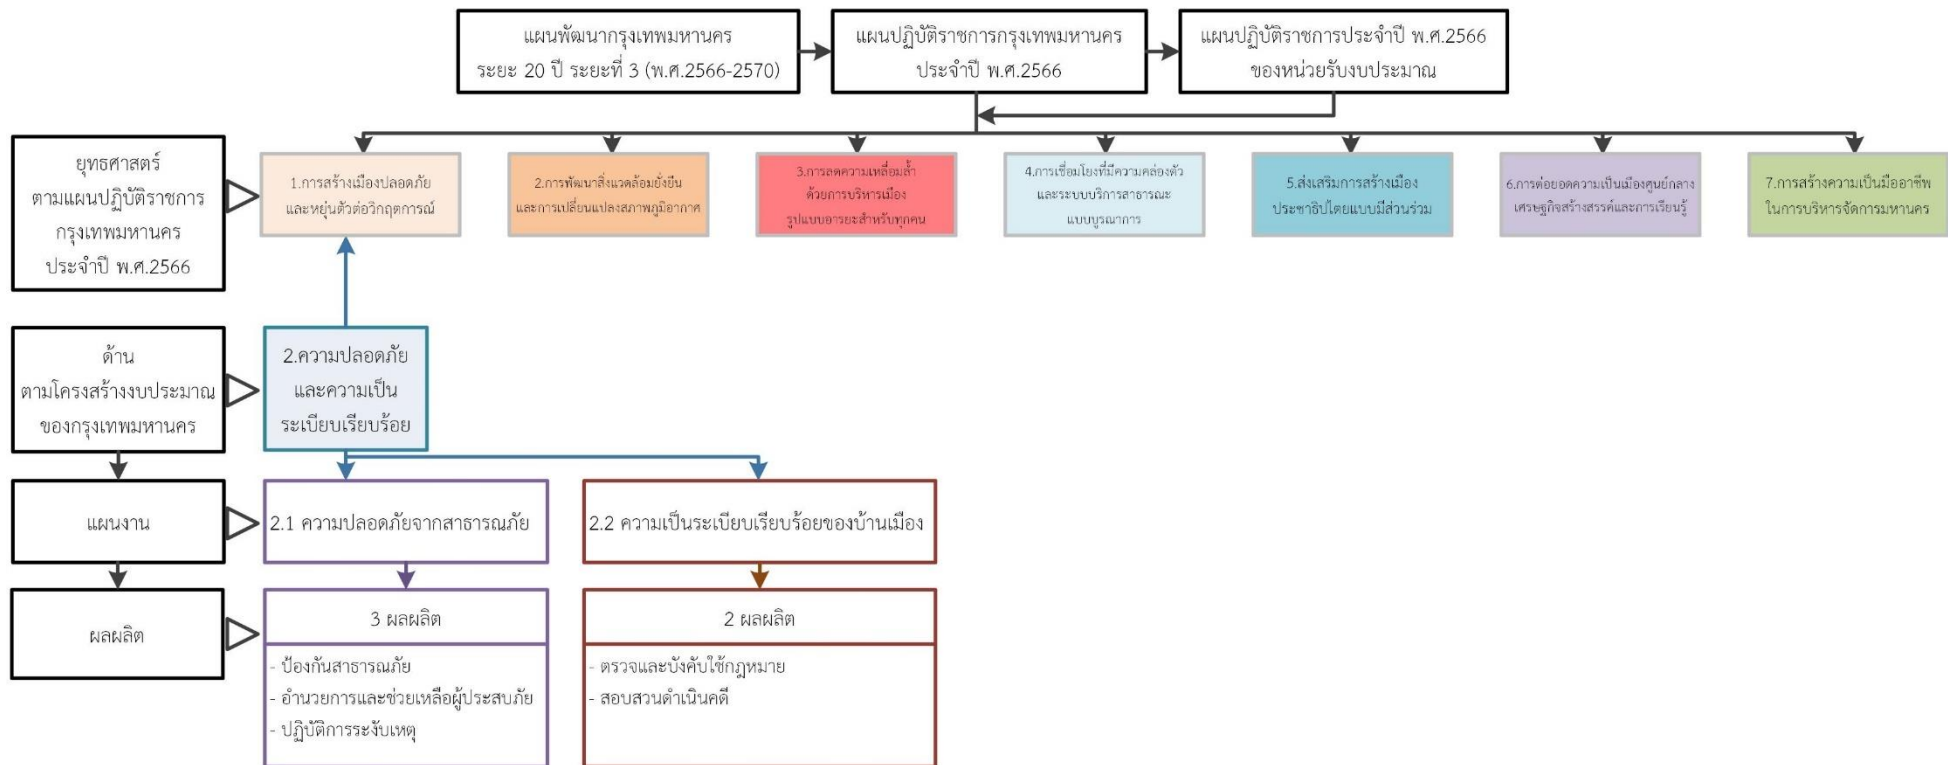 แผนพัฒนากรุงเทพมหานคร
ระยะ 20 ปี ระยะที่ 3 (พ.ศ.2566-2570)
แผนปฏิบัติราชการกรุงเทพมหานคร
ประจำปี พ.ศ.2566
แผนปฏิบัติราชการประจำปี พ.ศ.2566
ของหน่วยรับงบประมาณ
ยุทธศาสตร์
ตามแผนปฏิบัติราชการ
กรุงเทพมหานคร
ประจำปี พ.ศ.2566
1.การสร้างเมืองปลอดภัย
และหยุ่นตัวต่อวิกฤตการณ์
2.การพัฒนาสิ่งแวดล้อมยั่งยืน
และการเปลี่ยนแปลงสภาพภูมิอากาศ
3.การลดความเหลื่อมล้ำ
ด้วยการบริหารเมือง
รูปแบบอารยะสำหรับทุกคน
4.การเชื่อมโยงที่มีความคล่องตัว
และระบบบริการสาธารณะ
แบบบูรณาการ
5.ส่งเสริมการสร้างเมือง
ประชาธิปไตยแบบมีส่วนร่วม
6.การต่อยอดความเป็นเมืองศูนย์กลาง
เศรษฐกิจสร้างสรรค์และการเรียนรู้
7.การสร้างความเป็นมืออาชีพ
ในการบริหารจัดการมหานคร
ด้าน
ตามโครงสร้างงบประมาณ
ของกรุงเทพมหานคร
2.ความปลอดภัย
และความเป็น
ระเบียบเรียบร้อย
แผนงาน
2.1 ความปลอดภัยจากสาธารณภัย
2.2 ความเป็นระเบียบเรียบร้อยของบ้านเมือง
ผลผลิต
3 ผลผลิต
- ป้องกันสาธารณภัย
- อำนวยการและช่วยเหลือผู้ประสบภัย
- ปฏิบัติการระงับเหตุ
2 ผลผลิต
- ตรวจและบังคับใช้กฎหมาย
- สอบสวนดำเนินคดี